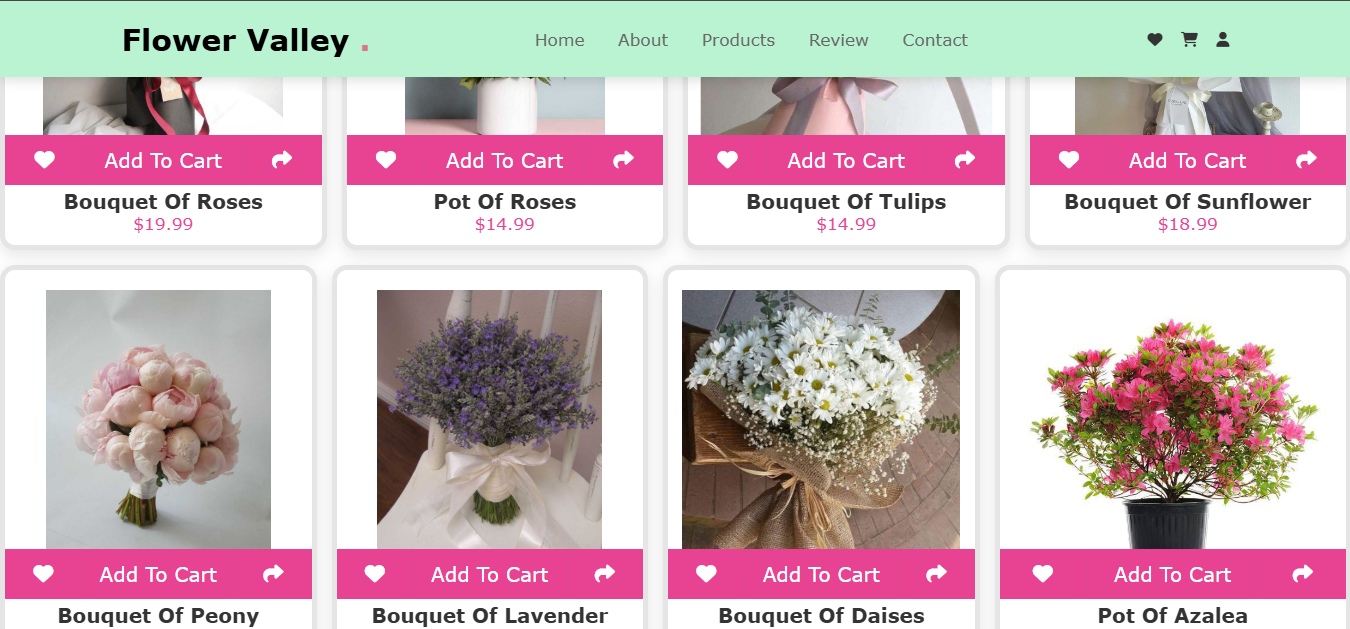 Flower Valley .
Home About Products Review Contact
Add To Cart Add To Cart Add To Cart Add To Cart
Bouquet Of Roses Pot Of Roses Bouquet Of Tulips Bouquet Of Sunflower
$19.99 $14.99 $14.99 $18.99
Add To Cart Add To Cart Add To Cart Add To Cart
Bouquet Of Peony Bouquet Of Lavender Bouquet Of Daises Pot Of Azalea